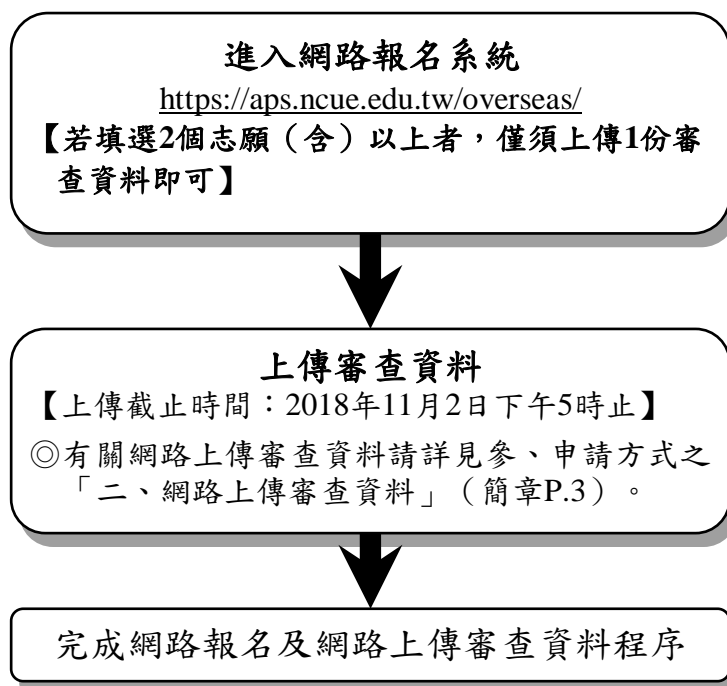 進入網路報名系統
https://aps.ncue.edu.tw/overseas/
【若填選2個志願（含）以上者，僅須上傳1份審
查資料即可】
上傳審查資料
【上傳截止時間：2018年11月2日下午5時止】
◎有關網路上傳審查資料請詳見參、申請方式之
「二、網路上傳審查資料」（簡章P.3）。
完成網路報名及網路上傳審查資料程序